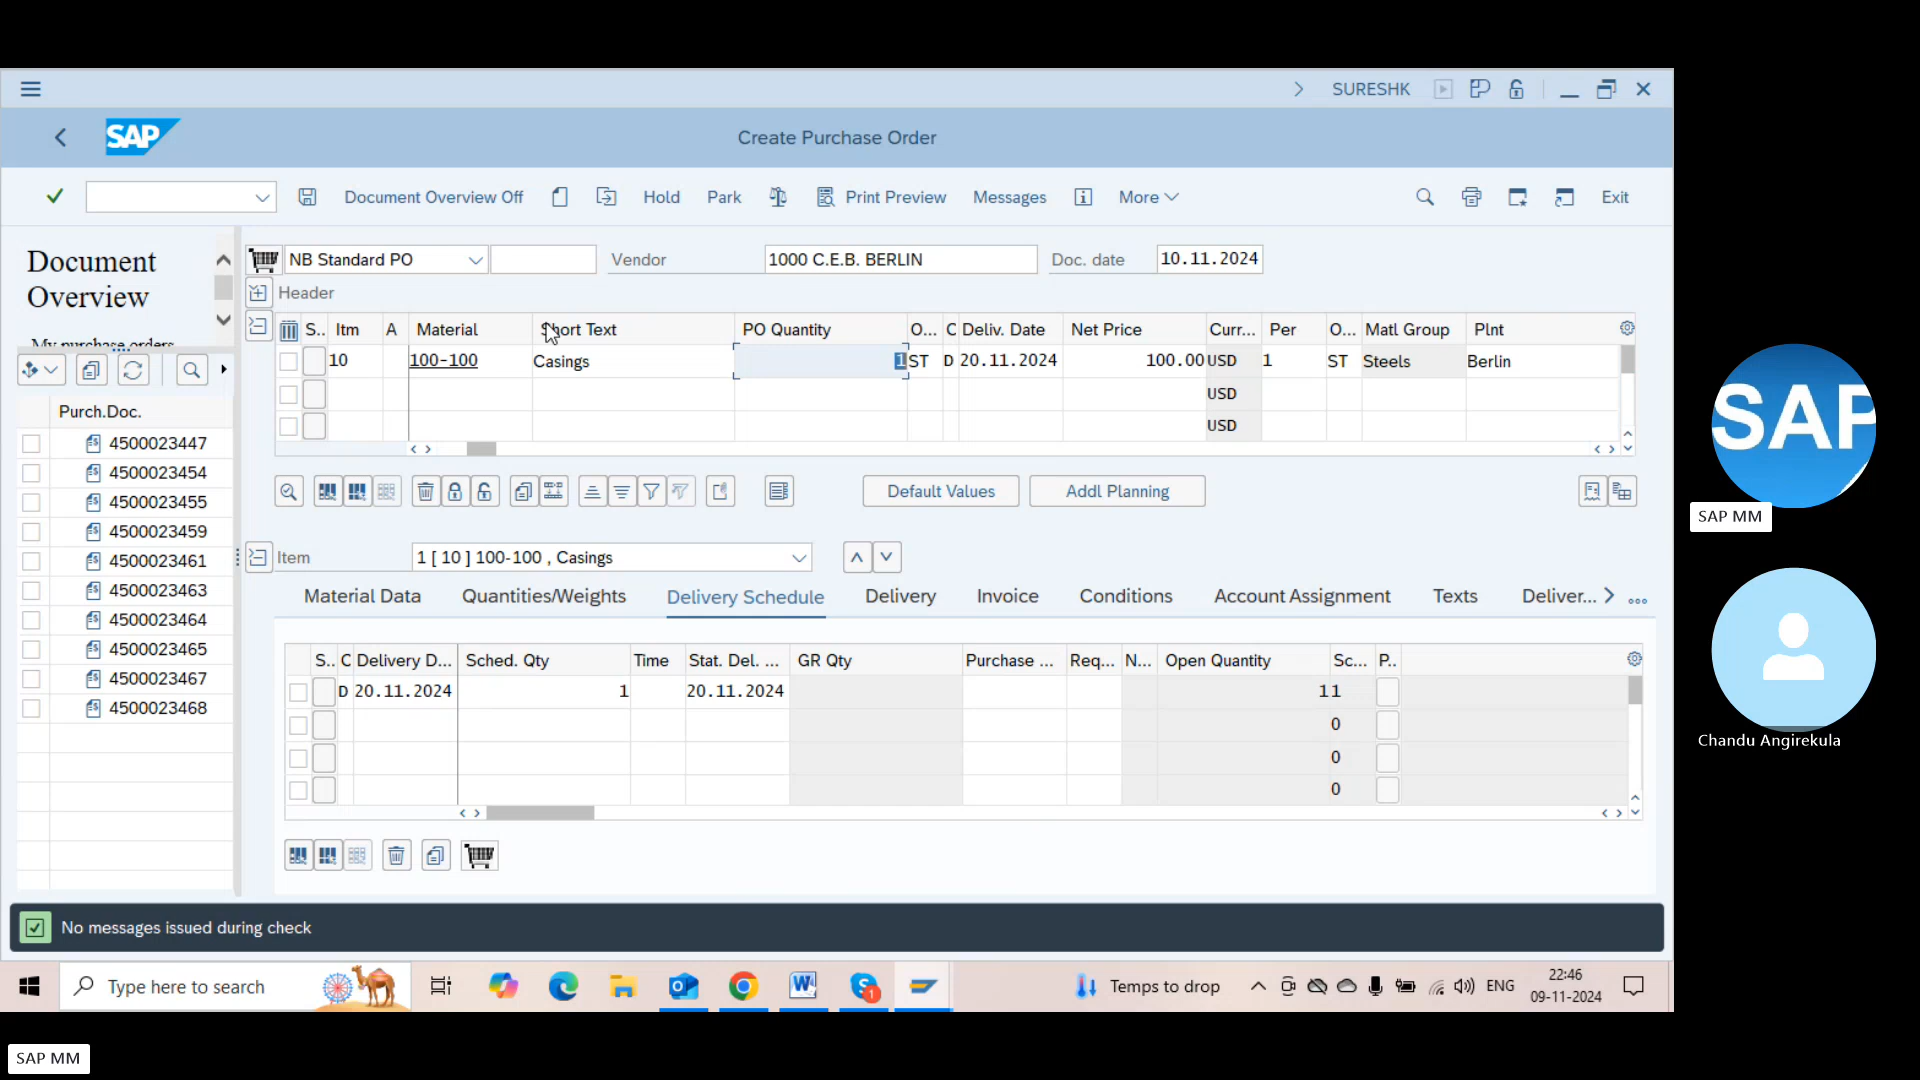 SURESHK
SAP
Create Purchase Order
Document Overview Off
Hold
Park
Print Preview
Messages
More
Exit
Document
Overview
My purchase orders
NB Standard PO
Vendor
1000 C.E.B. BERLIN
Doc. date
10.11.2024
Header
S.. Itm A Material Short Text PO Quantity O... C Deliv. Date Net Price Curr... Per O... Matl Group Plnt
10 100-100 Casings 1 ST D 20.11.2024 100.00 USD 1 ST Steels Berlin
USD
USD
Purch.Doc.
4500023447
4500023454
4500023455
4500023459
4500023461
4500023463
4500023464
4500023465
4500023467
4500023468
Default Values
Addl Planning
Item
1 [ 10 ] 100-100 , Casings
Material Data
Quantities/Weights
Delivery Schedule
Delivery
Invoice
Conditions
Account Assignment
Texts
Deliver...
S.. C Delivery D... Sched. Qty Time Stat. Del. ... GR Qty Purchase ... Req... N... Open Quantity Sc... P..
D 20.11.2024 1 20.11.2024 1 1
0
0
0
No messages issued during check
Type here to search
1
Temps to drop
ENG
22:46
09-11-2024
SAP
SAP MM
Chandu Angirekula
SAP MM